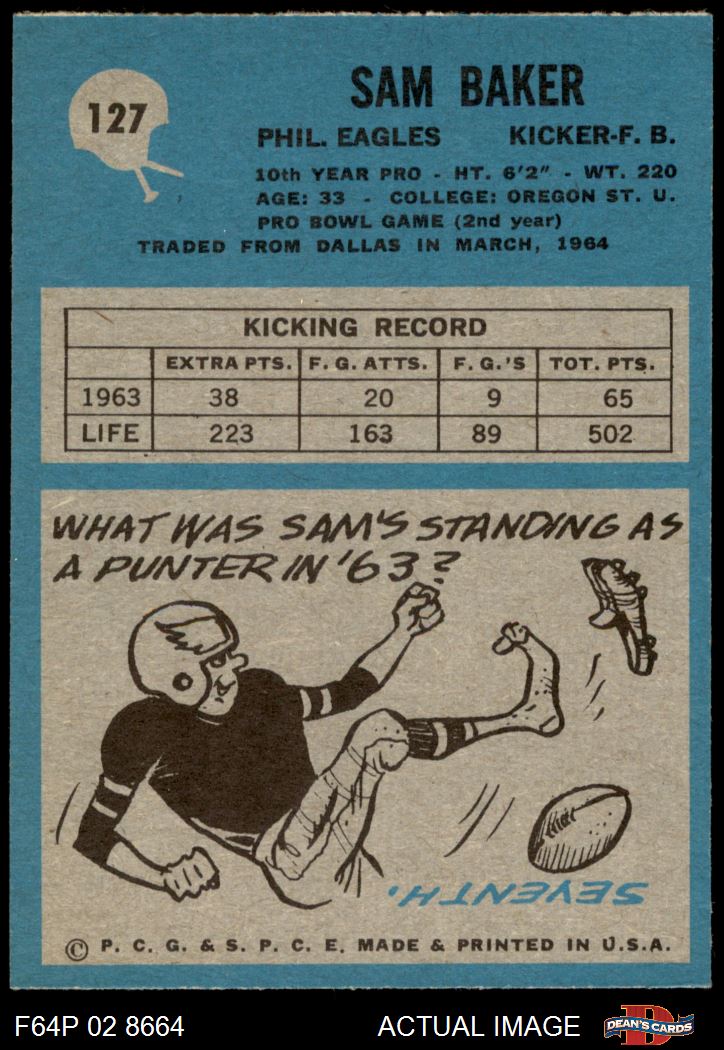 127
SAM BAKER
PHIL. EAGLES KICKER-F. B.
10th YEAR PRO - HT. 6'2" - WT. 220
AGE: 33 - COLLEGE: OREGON ST. U.
PRO BOWL GAME (2nd year)
TRADED FROM DALLAS IN MARCH, 1964
KICKING RECORD
EXTRA PTS. F. G. ATTS. F. G.'S TOT. PTS.
1963 38 20 9 65
LIFE 223 163 89 502
WHAT WAS SAM'S STANDING AS
A PUNTER IN '63?
SEVENTH.
© P. C. G. & S. P. C. E. MADE & PRINTED IN U.S.A.
F64P 02 8664 ACTUAL IMAGE DEAN'S CARDS